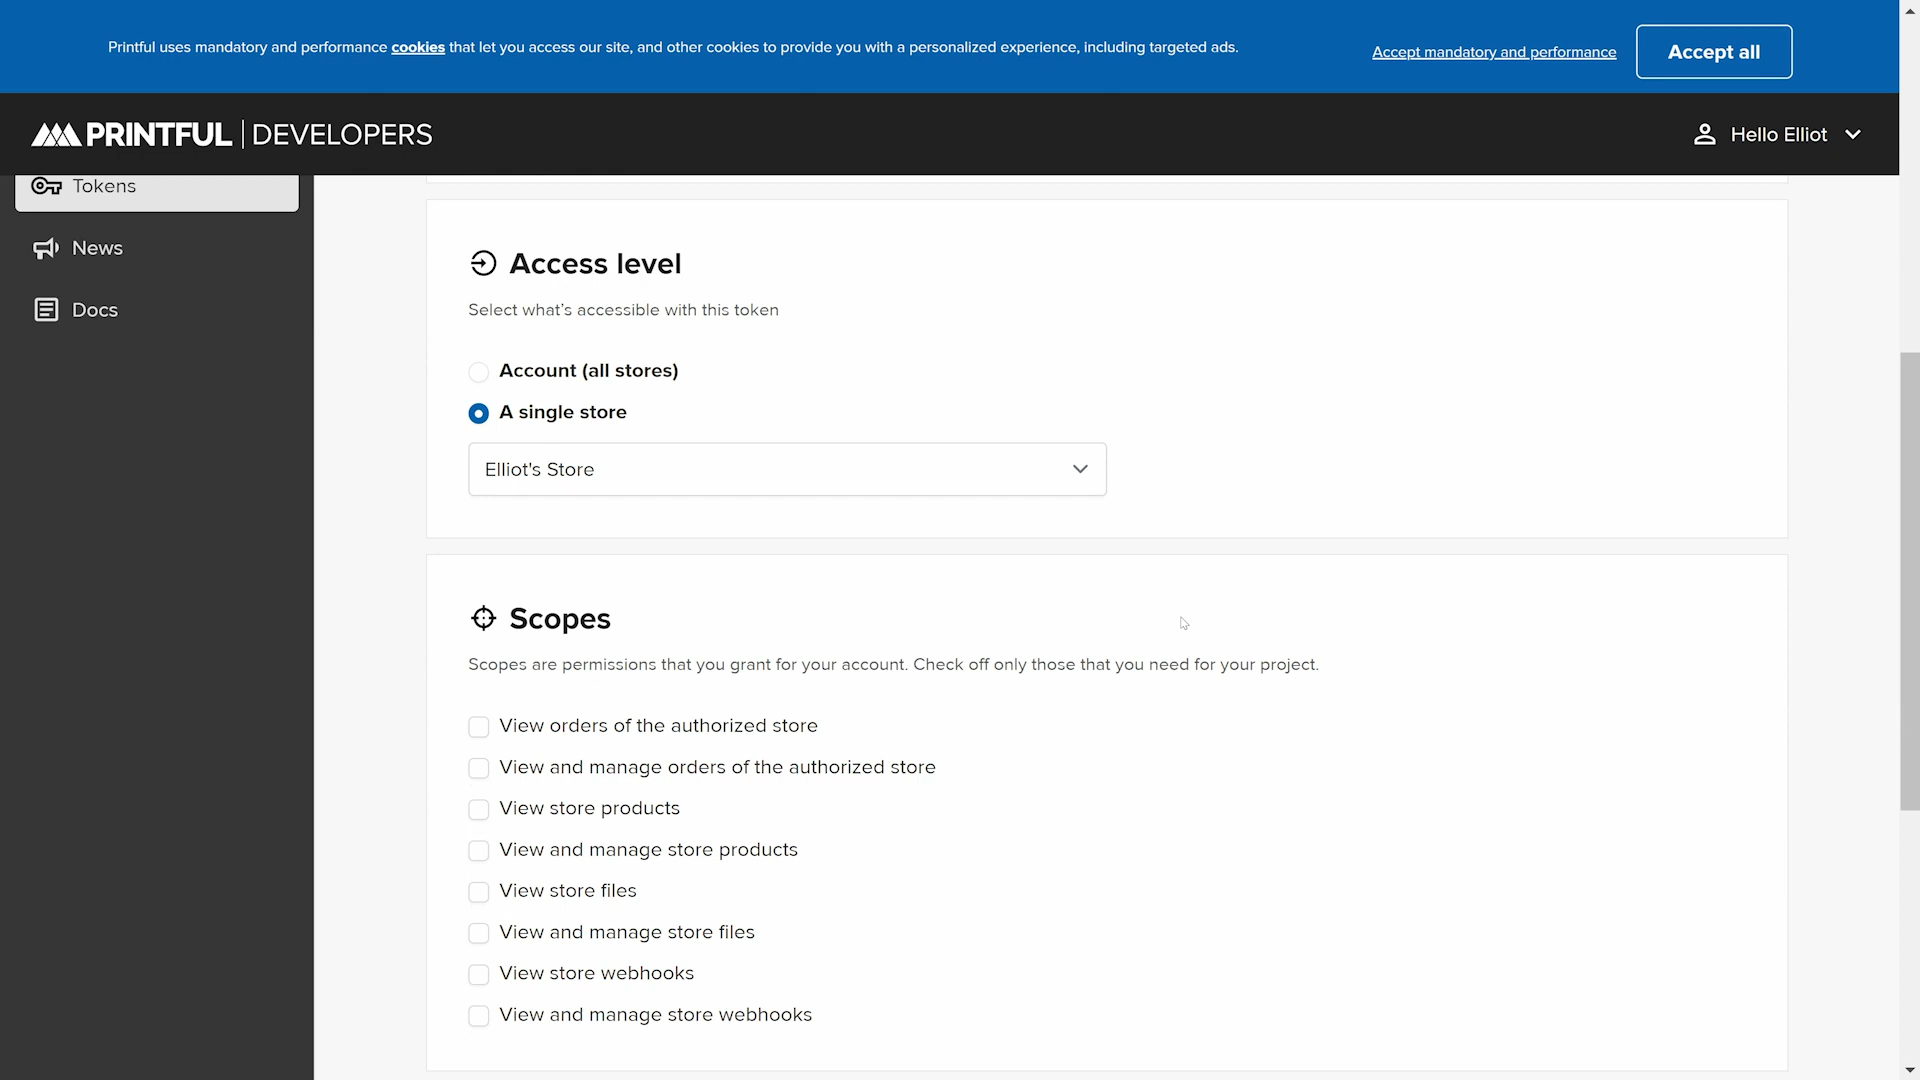 Printful uses mandatory and performance cookies that let you access our site, and other cookies to provide you with a personalized experience, including targeted ads.
Accept mandatory and performance
Accept all
PRINTFUL | DEVELOPERS
Hello Elliot
Tokens
News
Docs
Access level
Select what's accessible with this token
Account (all stores)
A single store
Elliot's Store
Scopes
Scopes are permissions that you grant for your account. Check off only those that you need for your project.
View orders of the authorized store
View and manage orders of the authorized store
View store products
View and manage store products
View store files
View and manage store files
View store webhooks
View and manage store webhooks